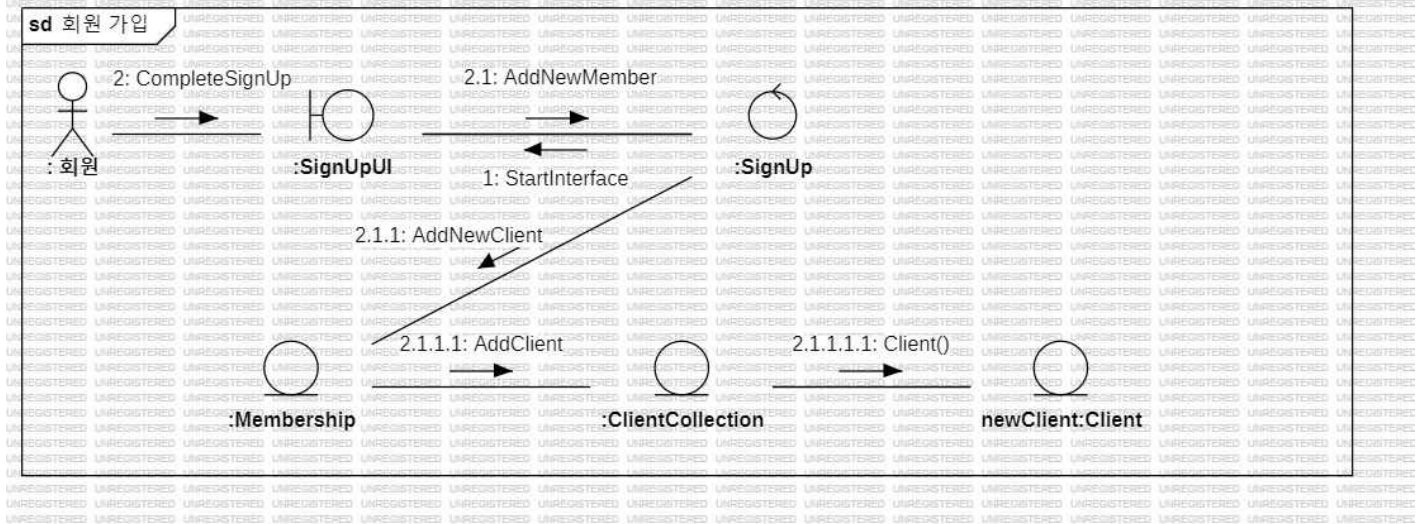 sd 회원 가입
2: CompleteSignUp
2.1: AddNewMember
: 회원
:SignUpUI
:SignUp
1: StartInterface
2.1.1: AddNewClient
2.1.1.1: AddClient
2.1.1.1.1: Client()
:Membership
:ClientCollection
newClient:Client
UNREGISTERED